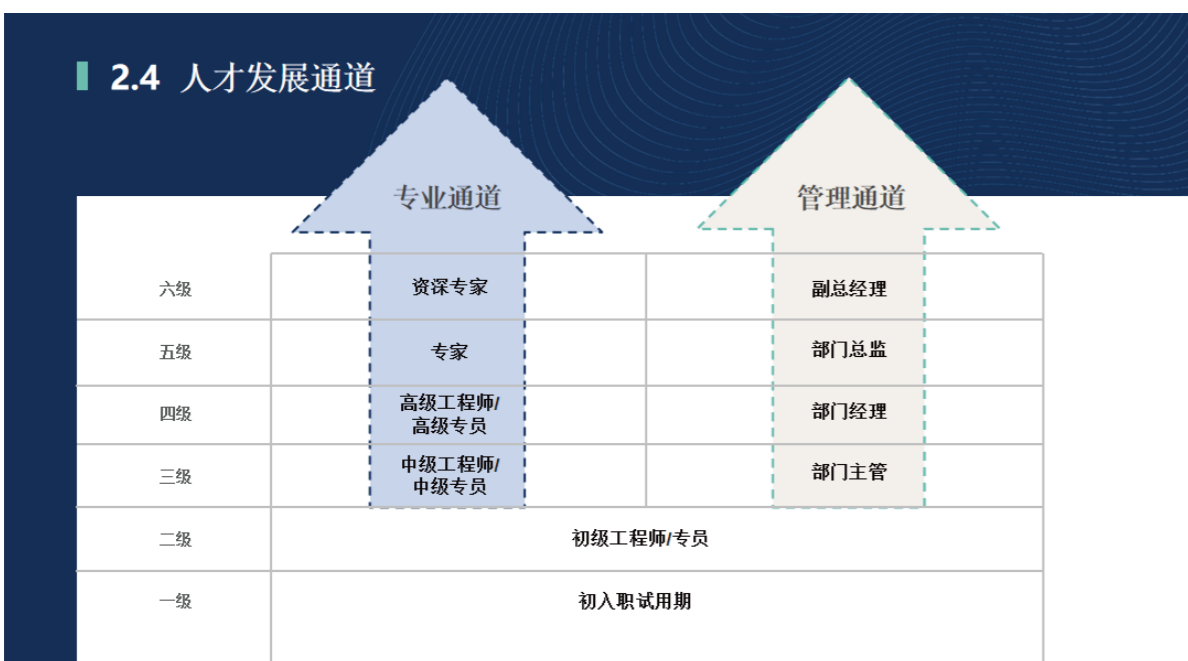 2.4 人才发展通道
专业通道
管理通道
六级
资深专家
副总经理
五级
专家
部门总监
四级
高级工程师/
高级专员
部门经理
三级
中级工程师/
中级专员
部门主管
二级
初级工程师/专员
一级
初入职试用期